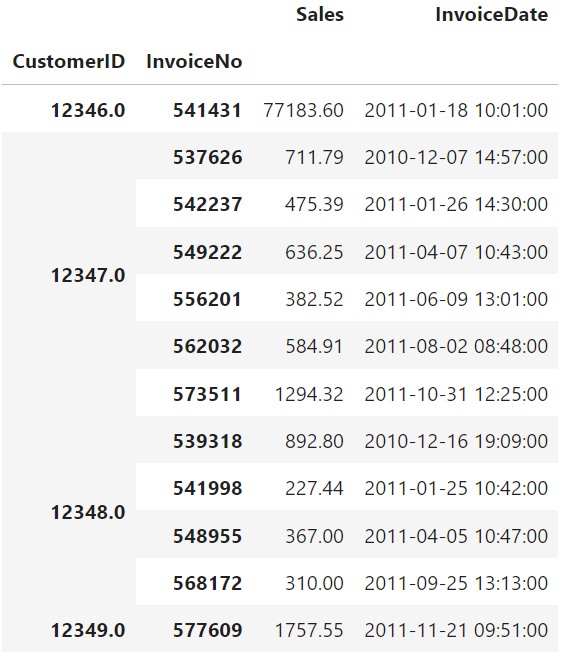 Sales InvoiceDate
CustomerID InvoiceNo
12346.0 541431 77183.60 2011-01-18 10:01:00
537626 711.79 2010-12-07 14:57:00
542237 475.39 2011-01-26 14:30:00
549222 636.25 2011-04-07 10:43:00
12347.0
556201 382.52 2011-06-09 13:01:00
562032 584.91 2011-08-02 08:48:00
573511 1294.32 2011-10-31 12:25:00
539318 892.80 2010-12-16 19:09:00
541998 227.44 2011-01-25 10:42:00
12348.0
548955 367.00 2011-04-05 10:47:00
568172 310.00 2011-09-25 13:13:00
12349.0 577609 1757.55 2011-11-21 09:51:00